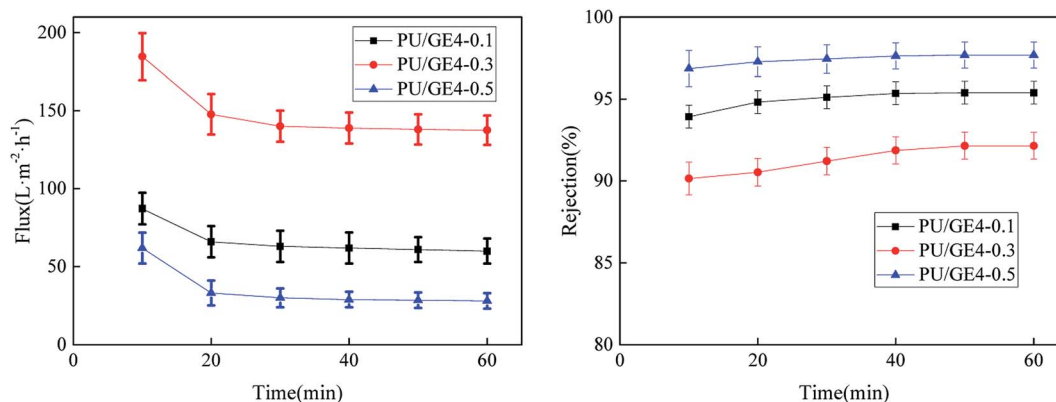 200
150
100
50
0
Flux(L·m⁻²·h⁻¹)
PU/GE4-0.1
PU/GE4-0.3
PU/GE4-0.5
0 20 40 60
Time(min)
100
95
90
85
80
Rejection(%)
PU/GE4-0.1
PU/GE4-0.3
PU/GE4-0.5
0 20 40 60
Time(min)